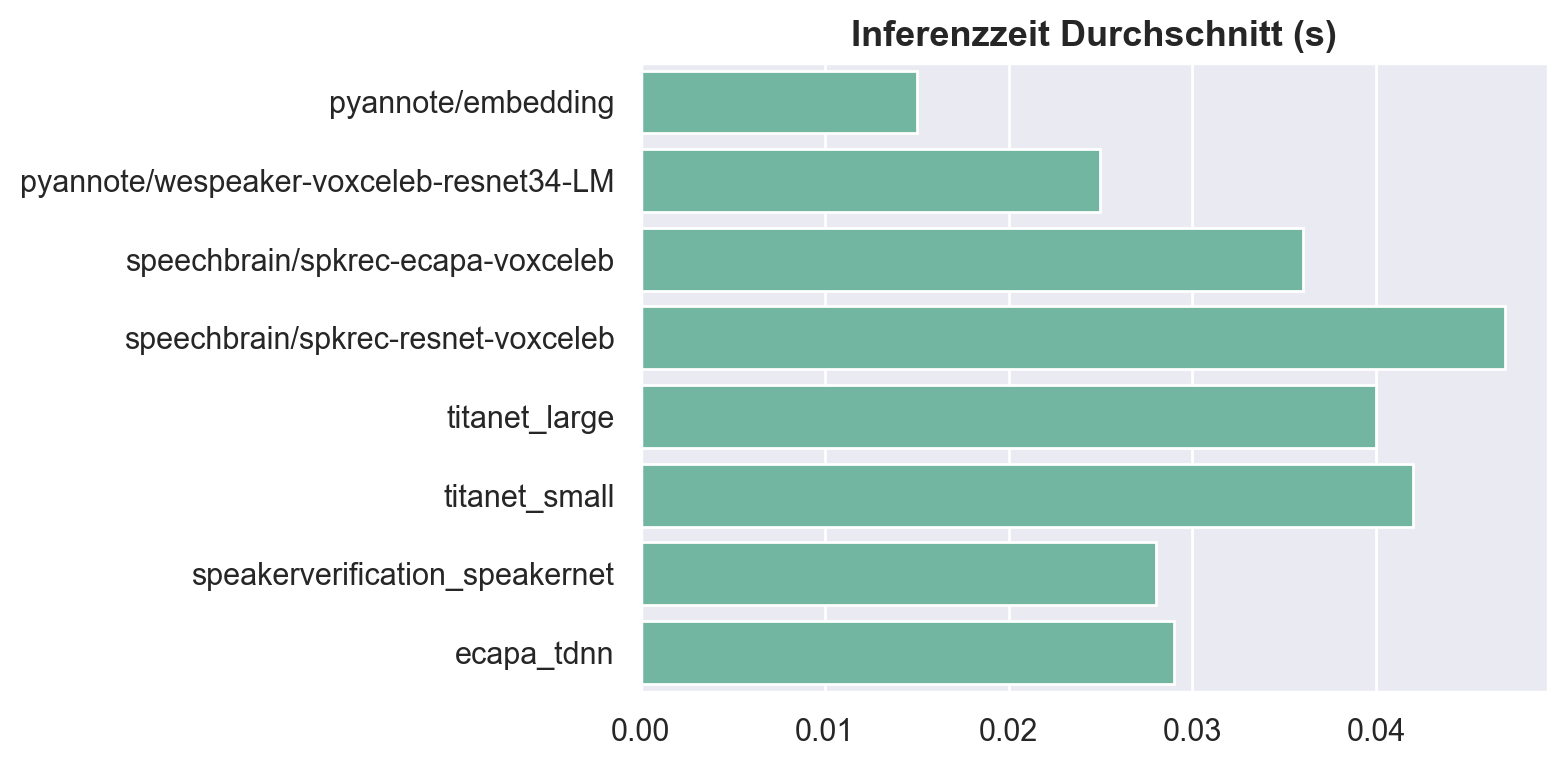 Inferenzzeit Durchschnitt (s)
pyannote/embedding
pyannote/wespeaker-voxceleb-resnet34-LM
speechbrain/spkrec-ecapa-voxceleb
speechbrain/spkrec-resnet-voxceleb
titanet_large
titanet_small
speakerverification_speakernet
ecapa_tdnn
0.00 0.01 0.02 0.03 0.04